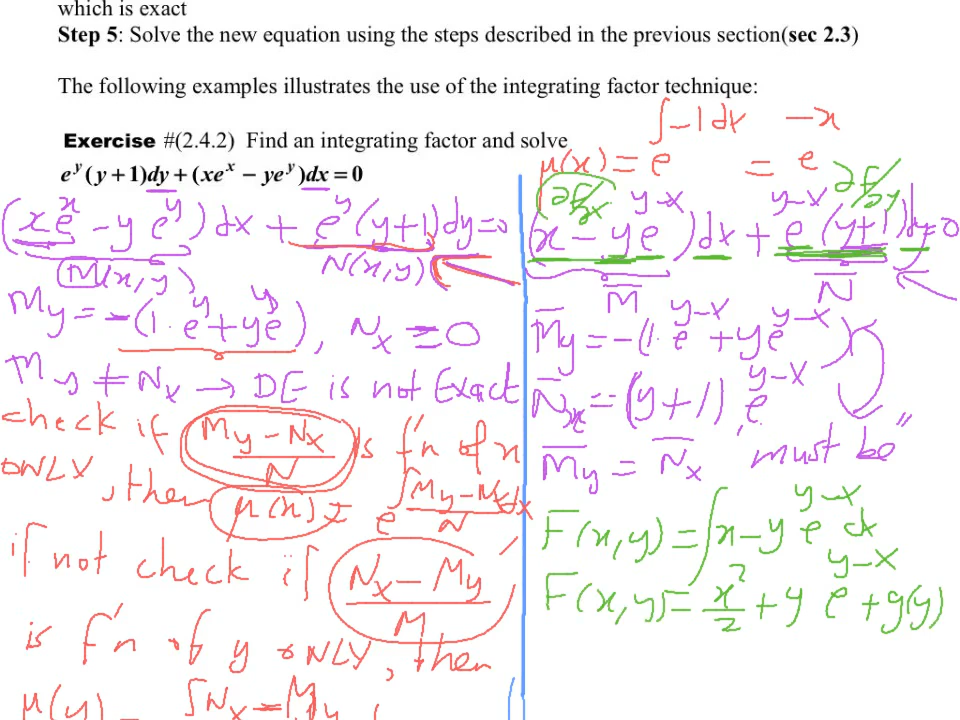 which is exact
Step 5: Solve the new equation using the steps described in the previous section(sec 2.3)
The following examples illustrates the use of the integrating factor technique:
Exercise #(2.4.2) Find an integrating factor and solve
e^y (y+1)dy + (xe^x − ye^y)dx = 0
(x e^x − y e^y) dx + e^y (y+1) dy = 0
M(x,y) N(x,y)
My = −(1·e^y + ye^y), Nx = 0
My ≠ Nx → DE is not Exact
check if (My − Nx)/N is f'n of x
ONLY, then μ(x) = e^∫(My − Nx)/N dx
if not check if (Nx − My)/M
is f'n of y ONLY, then
μ(y) = ∫Nx − My
μ(x) = e^∫−1dx = e^−x
∂F/∂x ∂F/∂y
(x − ye^y−x) dx + e^y−x (y+1) dy = 0
M̄ N̄
M̄y = −(1·e^y−x + ye^y−x)
N̄x = −(y+1) e^y−x
M̄y = N̄x "must be"
F(x,y) = ∫x − y e^y−x dx
F(x,y) = x²/2 + y e^y−x + g(y)